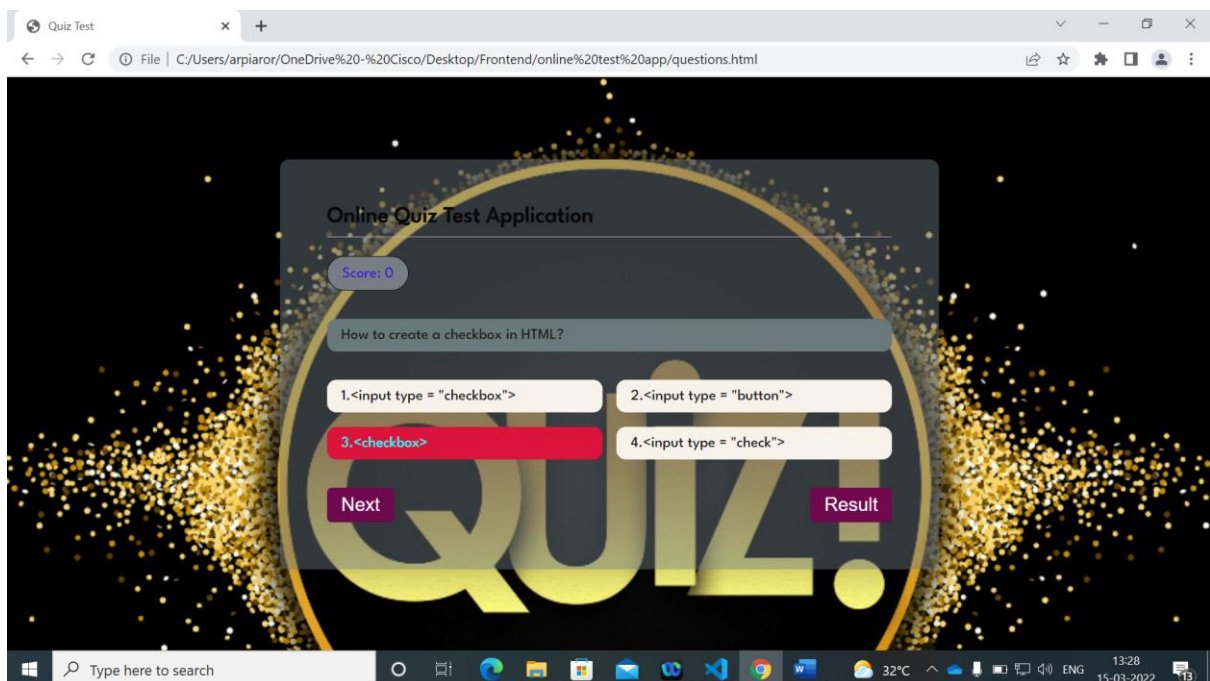 Quiz Test
File | C:/Users/arpiaror/OneDrive%20-%20Cisco/Desktop/Frontend/online%20test%20app/questions.html
Online Quiz Test Application
Score: 0
How to create a checkbox in HTML?
1.<input type = "checkbox">
2.<input type = "button">
3.<checkbox>
4.<input type = "check">
Next
Result
QUIZ!
Type here to search
32°C
ENG
13:28
15-03-2022
13